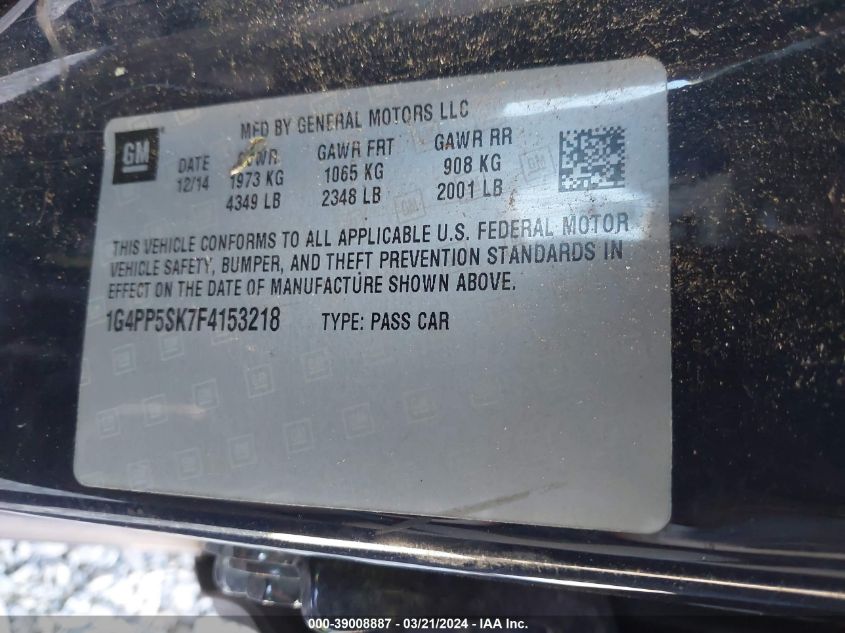 MFD BY GENERAL MOTORS LLC
GM
DATE GVWR GAWR FRT GAWR RR
12/14 1973 KG 1065 KG 908 KG
4349 LB 2348 LB 2001 LB
THIS VEHICLE CONFORMS TO ALL APPLICABLE U.S. FEDERAL MOTOR
VEHICLE SAFETY, BUMPER, AND THEFT PREVENTION STANDARDS IN
EFFECT ON THE DATE OF MANUFACTURE SHOWN ABOVE.
1G4PP5SK7F4153218 TYPE: PASS CAR
000-39008887 — 03/21/2024 — IAA Inc.